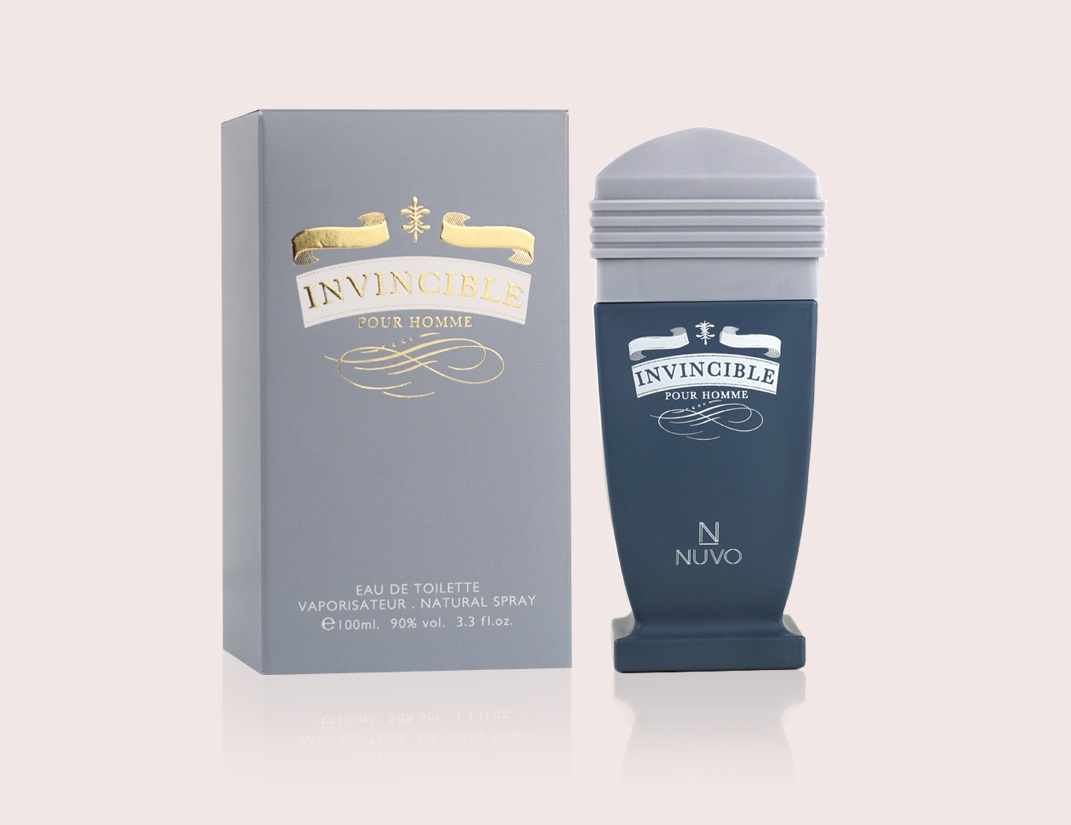 INVINCIBLE
POUR HOMME
EAU DE TOILETTE
VAPORISATEUR . NATURAL SPRAY
℮100ml. 90% vol. 3.3 fl.oz.
INVINCIBLE
POUR HOMME
N
NUVO